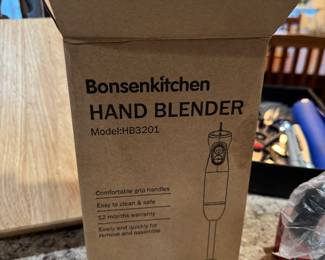 Bonsenkitchen
HAND BLENDER
Model:HB3201
Comfortable grip handles
Easy to clean & safe
12 months warranty
Easily and quickly for
remove and assemble